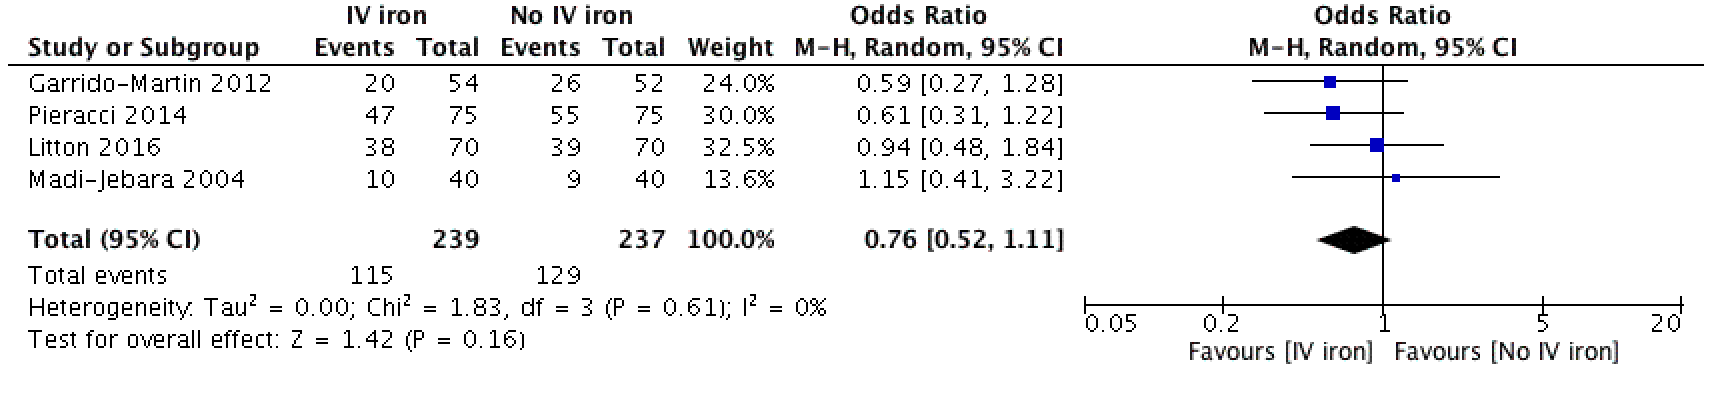 IV iron No IV iron Odds Ratio Odds Ratio
Study or Subgroup Events Total Events Total Weight M-H, Random, 95% CI M-H, Random, 95% CI
Garrido-Martin 2012 20 54 26 52 24.0% 0.59 [0.27, 1.28]
Pieracci 2014 47 75 55 75 30.0% 0.61 [0.31, 1.22]
Litton 2016 38 70 39 70 32.5% 0.94 [0.48, 1.84]
Madi-Jebara 2004 10 40 9 40 13.6% 1.15 [0.41, 3.22]
Total (95% CI) 239 237 100.0% 0.76 [0.52, 1.11]
Total events 115 129
Heterogeneity: Tau² = 0.00; Chi² = 1.83, df = 3 (P = 0.61); I² = 0%
Test for overall effect: Z = 1.42 (P = 0.16)
0.05 0.2 1 5 20
Favours [IV iron] Favours [No IV iron]